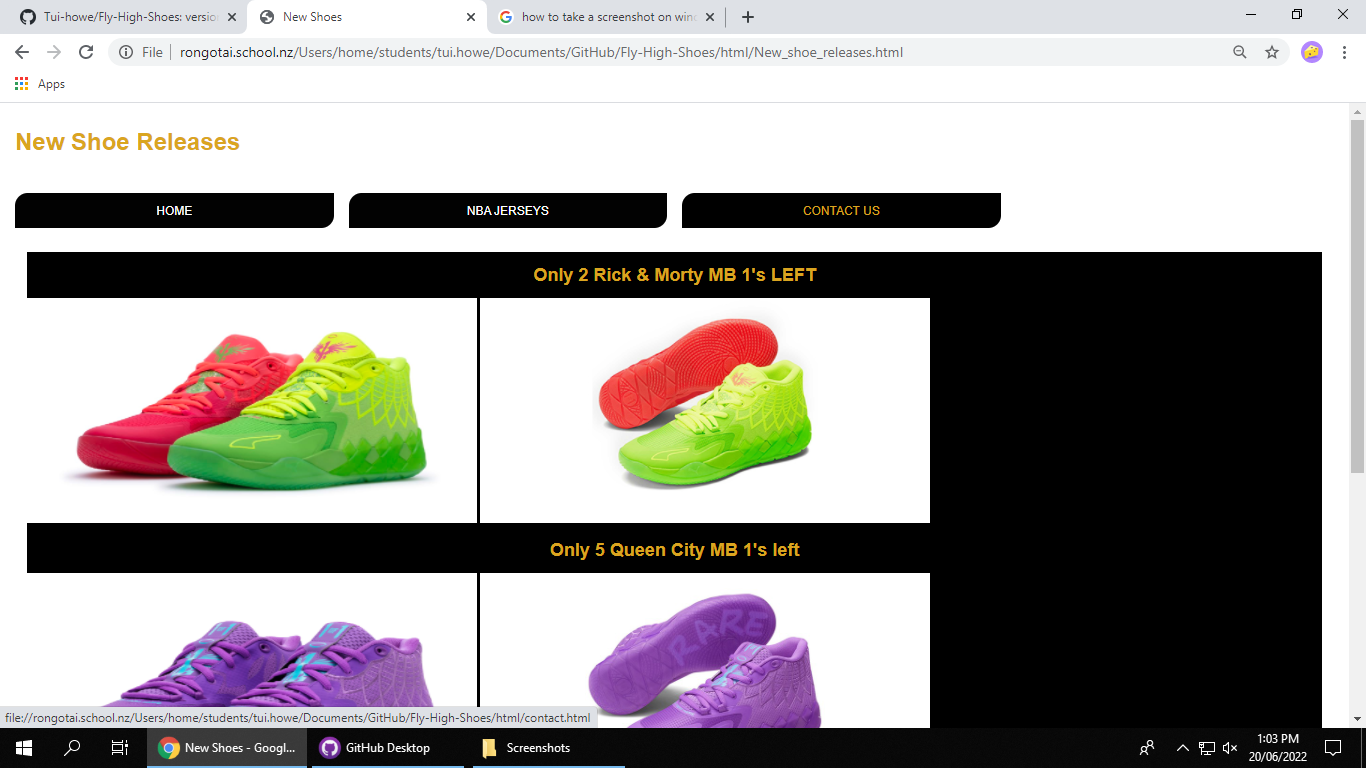 Tui-howe/Fly-High-Shoes: versio
New Shoes
how to take a screenshot on win
File
rongotai.school.nz/Users/home/students/tui.howe/Documents/GitHub/Fly-High-Shoes/html/New_shoe_releases.html
Apps
New Shoe Releases
HOME
NBA JERSEYS
CONTACT US
Only 2 Rick & Morty MB 1's LEFT
Only 5 Queen City MB 1's left
RARE
file://rongotai.school.nz/Users/home/students/tui.howe/Documents/GitHub/Fly-High-Shoes/html/contact.html
New Shoes - Googl...
GitHub Desktop
Screenshots
1:03 PM
20/06/2022